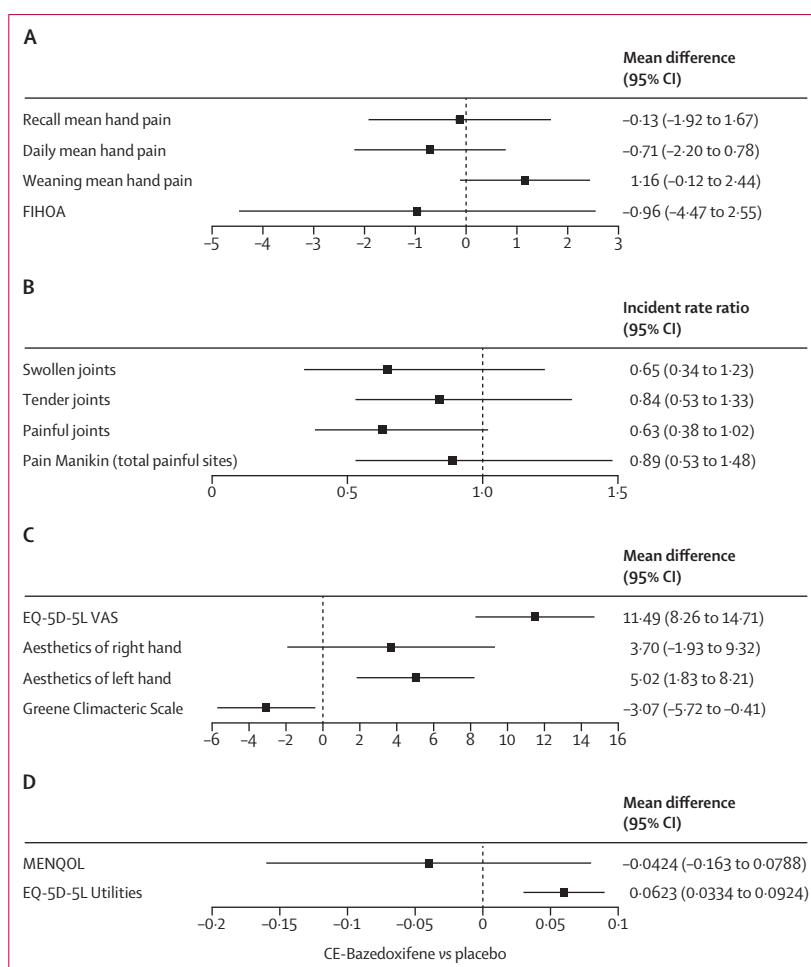 A
Mean difference
(95% CI)
Recall mean hand pain –0·13 (–1·92 to 1·67)
Daily mean hand pain –0·71 (–2·20 to 0·78)
Weaning mean hand pain 1·16 (–0·12 to 2·44)
FIHOA –0·96 (–4·47 to 2·55)
–5 –4 –3 –2 –1 0 1 2 3
B
Incident rate ratio
(95% CI)
Swollen joints 0·65 (0·34 to 1·23)
Tender joints 0·84 (0·53 to 1·33)
Painful joints 0·63 (0·38 to 1·02)
Pain Manikin (total painful sites) 0·89 (0·53 to 1·48)
0 0·5 1·0 1·5
C
Mean difference
(95% CI)
EQ-5D-5L VAS 11·49 (8·26 to 14·71)
Aesthetics of right hand 3·70 (–1·93 to 9·32)
Aesthetics of left hand 5·02 (1·83 to 8·21)
Greene Climacteric Scale –3·07 (–5·72 to –0·41)
–6 –4 –2 0 2 4 6 8 10 12 14 16
D
Mean difference
(95% CI)
MENQOL –0·0424 (–0·163 to 0·0788)
EQ-5D-5L Utilities 0·0623 (0·0334 to 0·0924)
–0·2 –0·15 –0·1 –0·05 0 0·05 0·1
CE-Bazedoxifene vs placebo